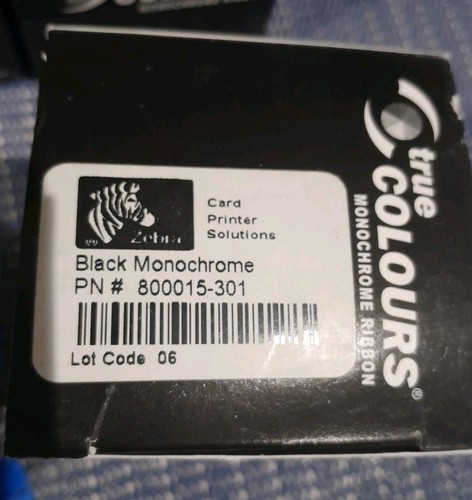 Zebra
Card
Printer
Solutions
Black Monochrome
PN # 800015-301
Lot Code 06
true
COLOURS®
MONOCHROME RIBBON